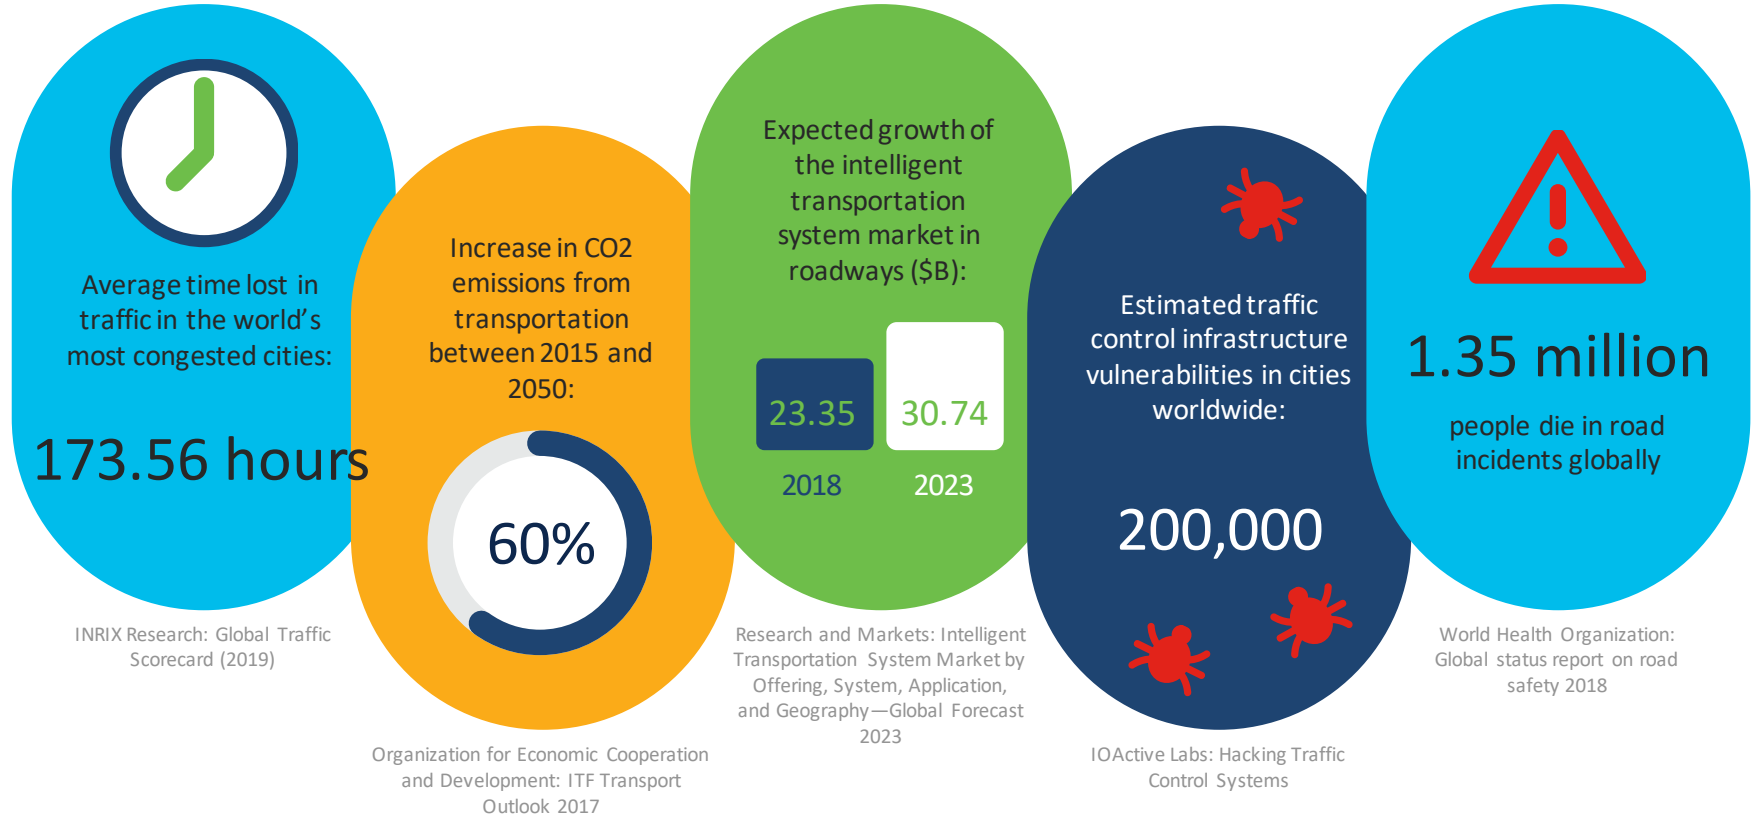 Average time lost in
traffic in the world’s
most congested cities:
173.56 hours
INRIX Research: Global Traffic
Scorecard (2019)
Increase in CO2
emissions from
transportation
between 2015 and
2050:
60%
Organization for Economic Cooperation
and Development: ITF Transport
Outlook 2017
Expected growth of
the intelligent
transportation
system market in
roadways ($B):
23.35 30.74
2018 2023
Research and Markets: Intelligent
Transportation System Market by
Offering, System, Application,
and Geography—Global Forecast
2023
Estimated traffic
control infrastructure
vulnerabilities in cities
worldwide:
200,000
IOActive Labs: Hacking Traffic
Control Systems
1.35 million
people die in road
incidents globally
World Health Organization:
Global status report on road
safety 2018